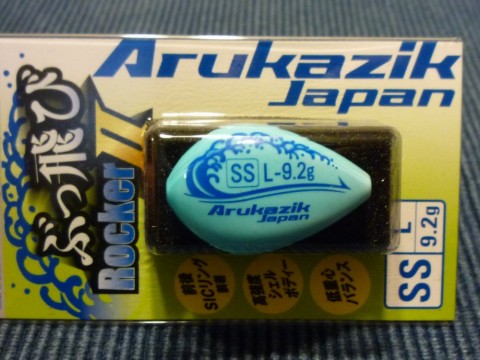 Arukazik
Japan
ぶっ飛び
Rocker II
SS L-9.2g
Arukazik
Japan
L
9.2g
SS
前後
SiCリング
装着
高強度
シェル
ボディー
低重心
バランス